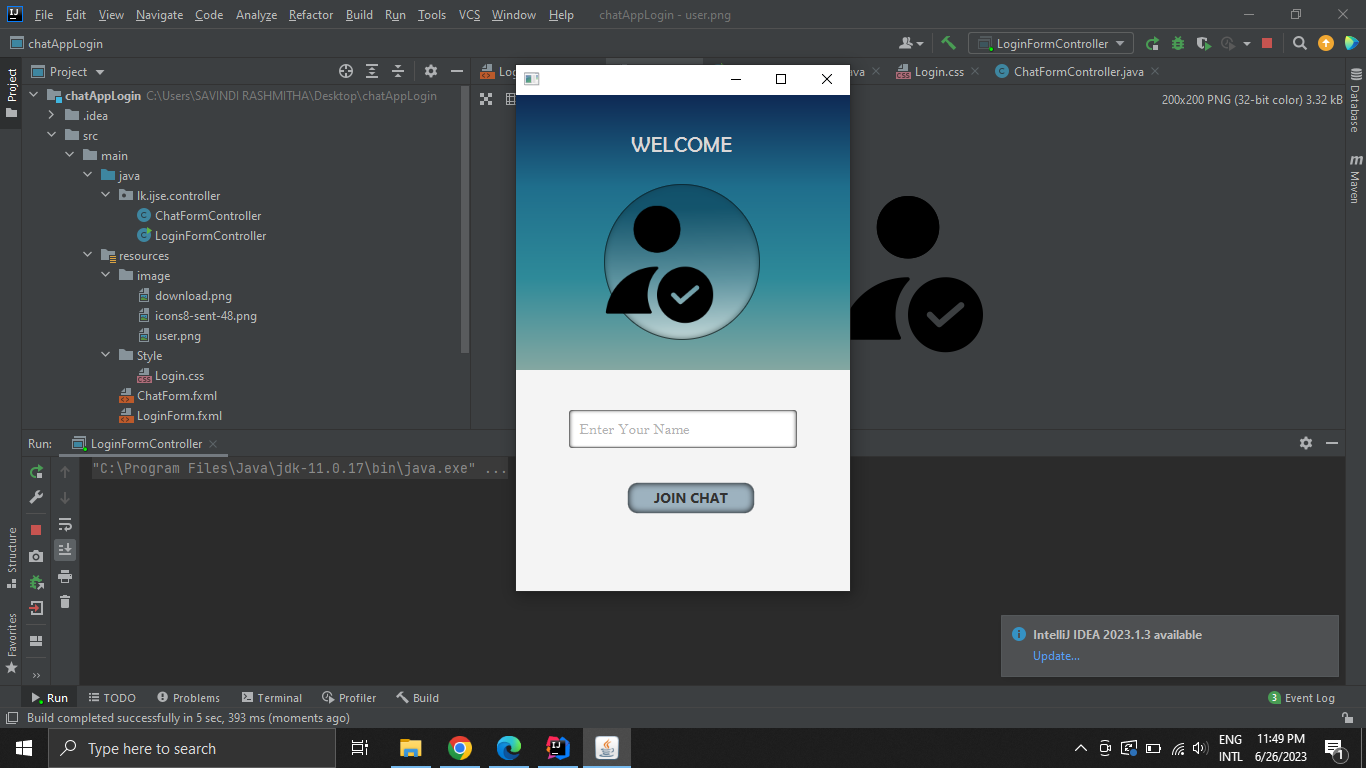 File Edit View Navigate Code Analyze Refactor Build Run Tools VCS Window Help chatAppLogin - user.png
chatAppLogin
LoginFormController
Project
Login.css
ChatFormController.java
chatAppLogin C:\Users\SAVINDI RASHMITHA\Desktop\chatAppLogin
200x200 PNG (32-bit color) 3.32 kB
.idea
src
main
java
lk.ijse.controller
ChatFormController
LoginFormController
resources
image
download.png
icons8-sent-48.png
user.png
Style
Login.css
ChatForm.fxml
LoginForm.fxml
Project
Structure
Favorites
Database
m
Maven
WELCOME
Enter Your Name
JOIN CHAT
Run: LoginFormController
"C:\Program Files\Java\jdk-11.0.17\bin\java.exe" ...
IntelliJ IDEA 2023.1.3 available
Update...
Run TODO Problems Terminal Profiler Build
3 Event Log
Build completed successfully in 5 sec, 393 ms (moments ago)
Type here to search
ENG
INTL
11:49 PM
6/26/2023
1